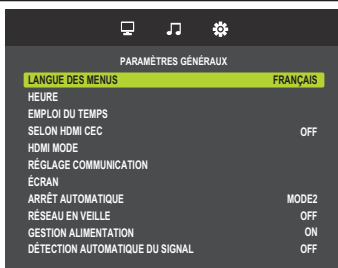 PARAMÈTRES GÉNÉRAUX
LANGUE DES MENUS FRANÇAIS
HEURE
EMPLOI DU TEMPS
SELON HDMI CEC OFF
HDMI MODE
RÉGLAGE COMMUNICATION
ÉCRAN
ARRÊT AUTOMATIQUE MODE2
RÉSEAU EN VEILLE OFF
GESTION ALIMENTATION ON
DÉTECTION AUTOMATIQUE DU SIGNAL OFF